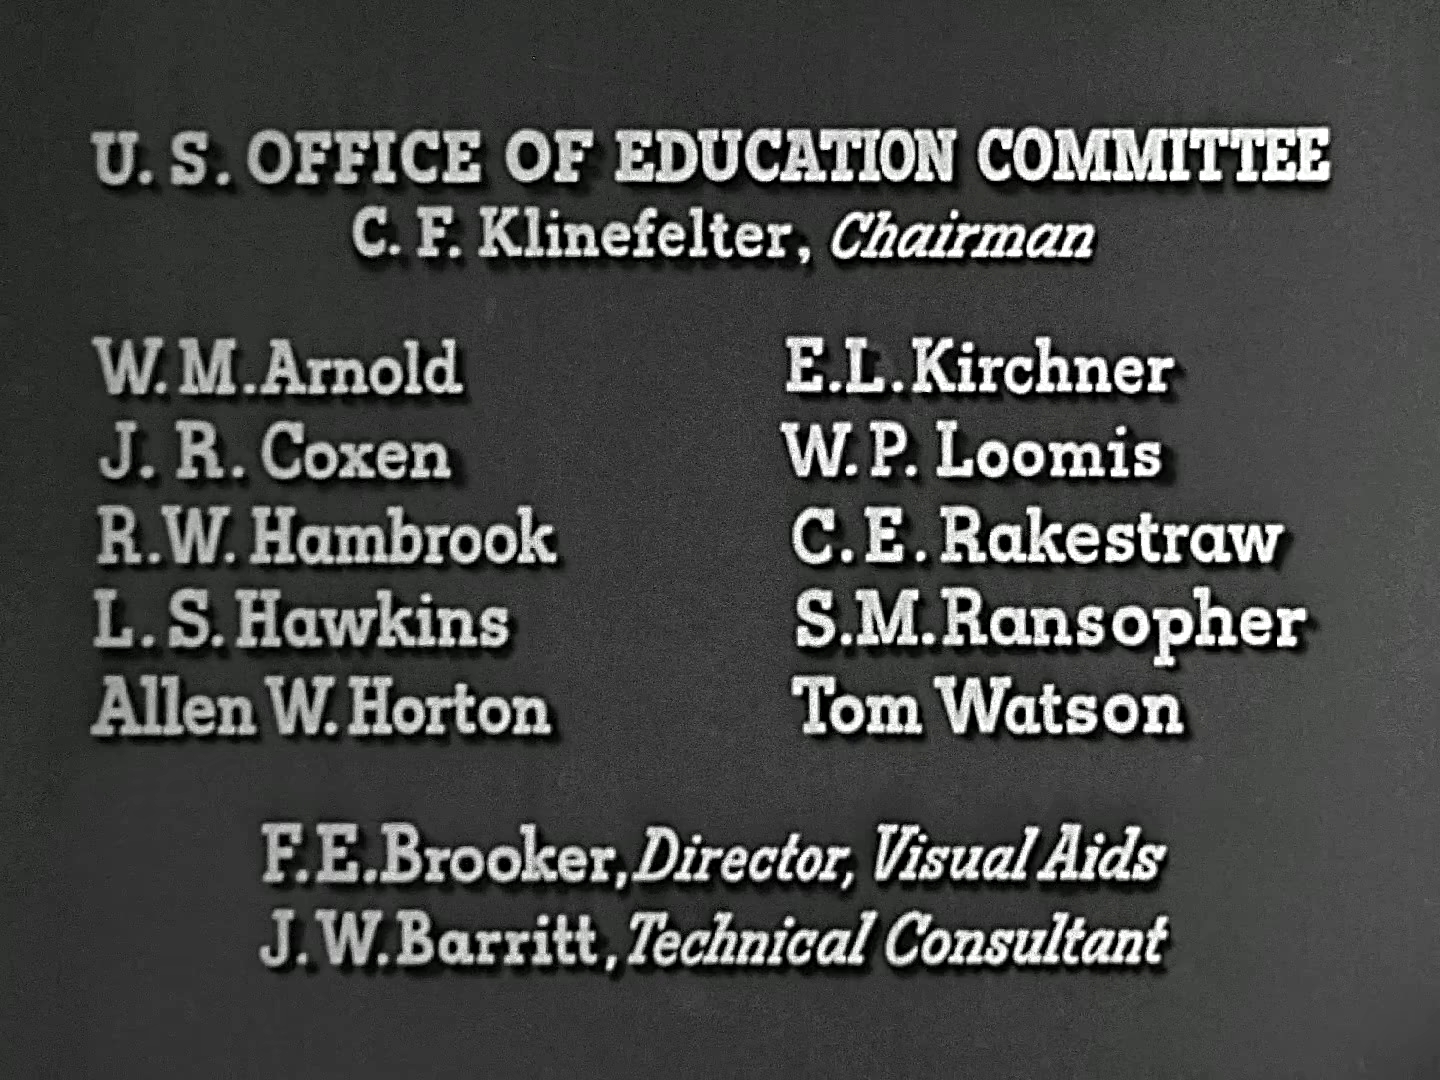 U. S. OFFICE OF EDUCATION COMMITTEE
C. F. Klinefelter, Chairman
W. M. Arnold
J. R. Coxen
R. W. Hambrook
L. S. Hawkins
Allen W. Horton
E. L. Kirchner
W. P. Loomis
C. E. Rakestraw
S. M. Ransopher
Tom Watson
F. E. Brooker, Director, Visual Aids
J. W. Barritt, Technical Consultant